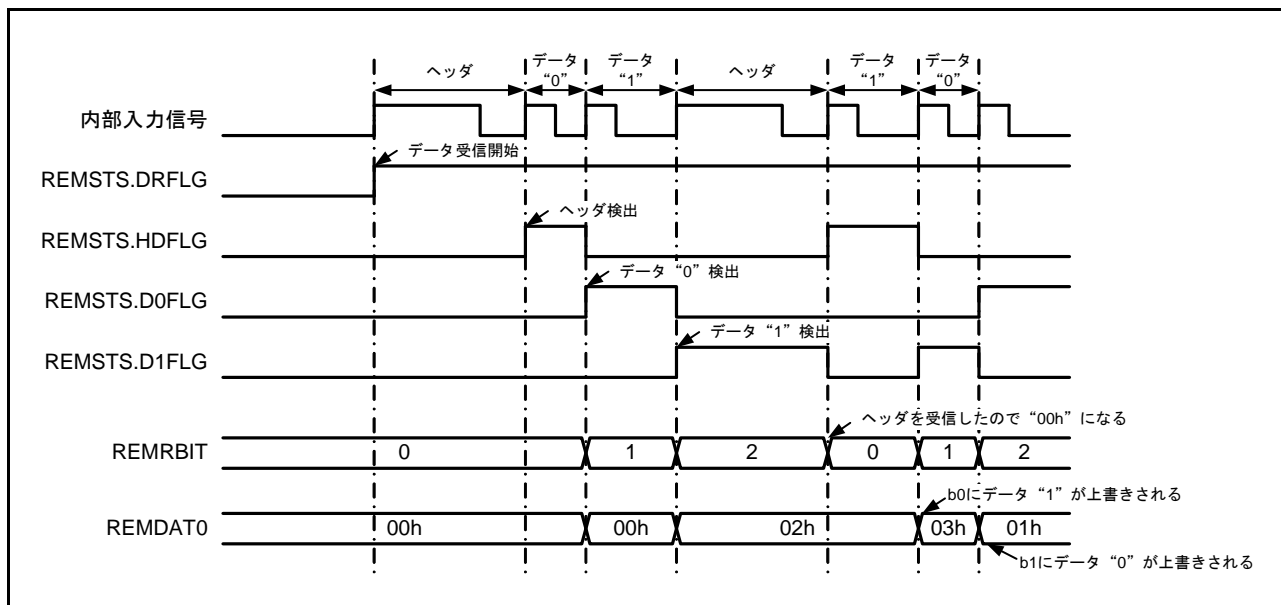 ヘッダ
データ
“0”
データ
“1”
ヘッダ
データ
“1”
データ
“0”
内部入力信号
データ受信開始
REMSTS.DRFLG
ヘッダ検出
REMSTS.HDFLG
データ “0” 検出
REMSTS.D0FLG
データ “1” 検出
REMSTS.D1FLG
ヘッダを受信したので “00h” になる
REMRBIT
0
1
2
0
1
2
b0にデータ “1” が上書きされる
REMDAT0
00h
00h
02h
03h
01h
b1にデータ “0” が上書きされる